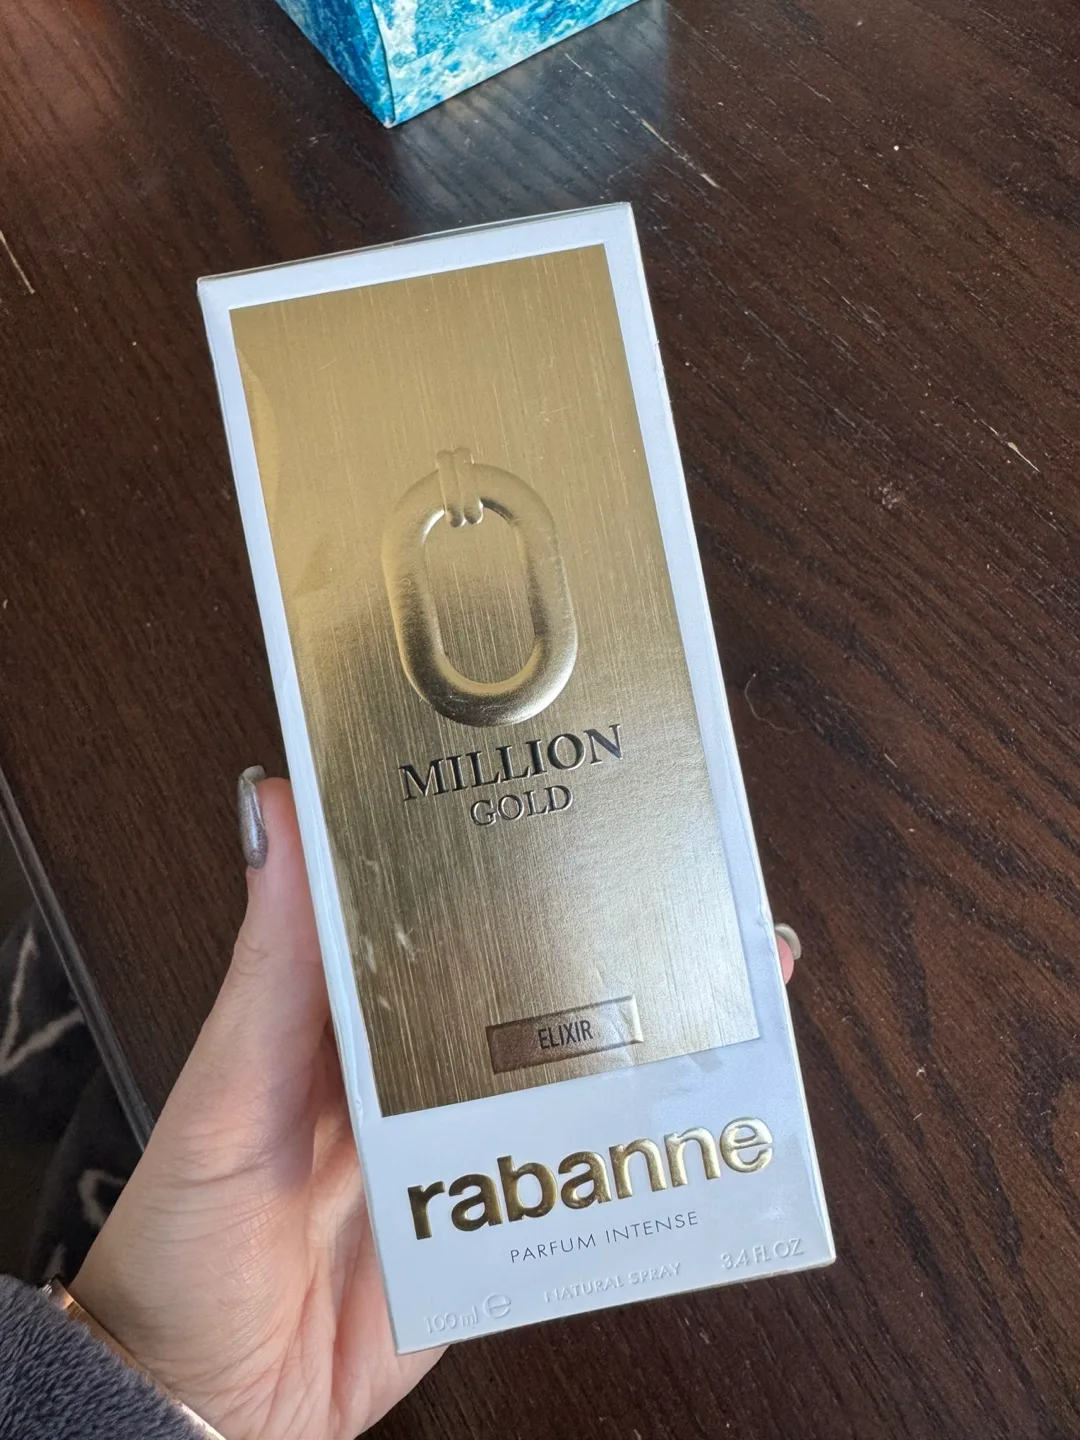 MILLION
GOLD
ELIXIR
rabanne
PARFUM INTENSE
100 ml ℮ NATURAL SPRAY 3.4 FL OZ